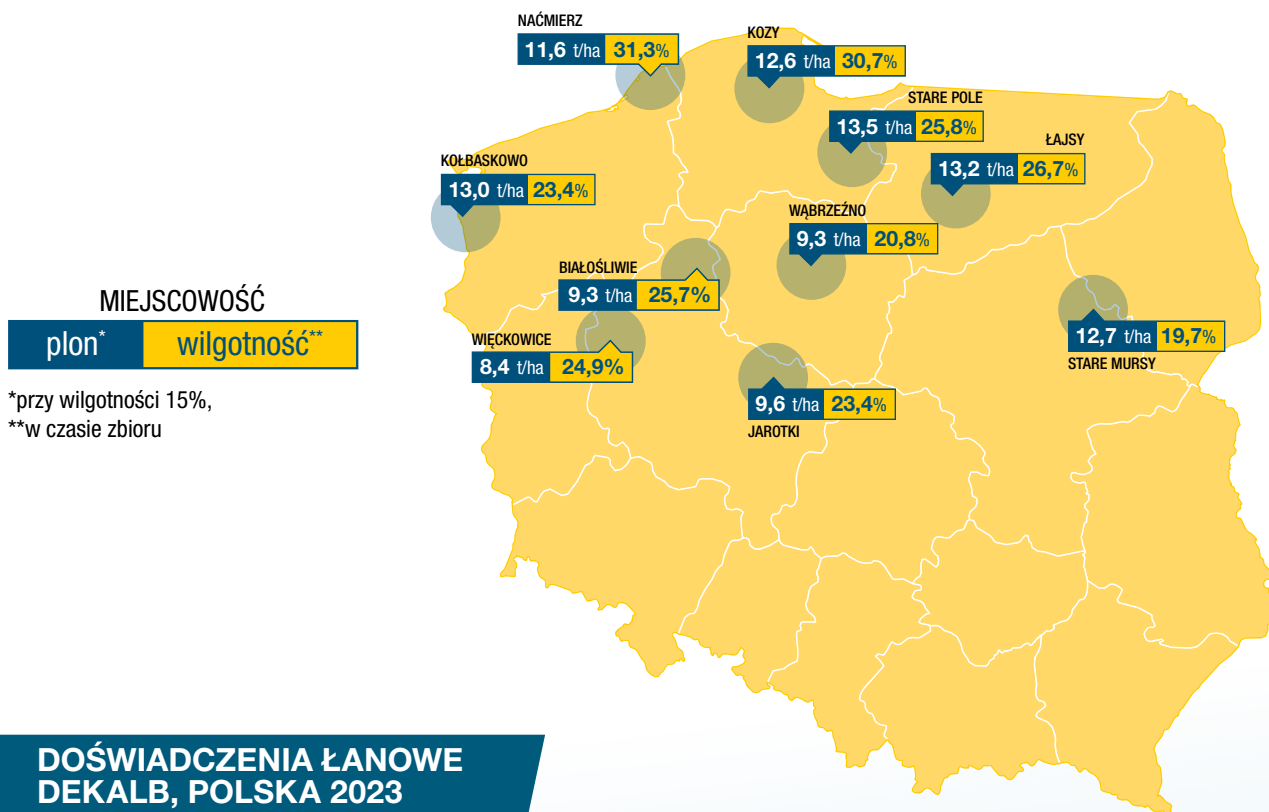 NAĆMIERZ
11,6 t/ha 31,3%
KOZY
12,6 t/ha 30,7%
STARE POLE
13,5 t/ha 25,8%
ŁAJSY
13,2 t/ha 26,7%
KOŁBASKOWO
13,0 t/ha 23,4%
WĄBRZEŹNO
9,3 t/ha 20,8%
BIAŁOŚLIWIE
9,3 t/ha 25,7%
WIĘCKOWICE
8,4 t/ha 24,9%
12,7 t/ha 19,7%
STARE MURSY
9,6 t/ha 23,4%
JAROTKI
MIEJSCOWOŚĆ
plon* wilgotność**
*przy wilgotności 15%,
**w czasie zbioru
DOŚWIADCZENIA ŁANOWE
DEKALB, POLSKA 2023